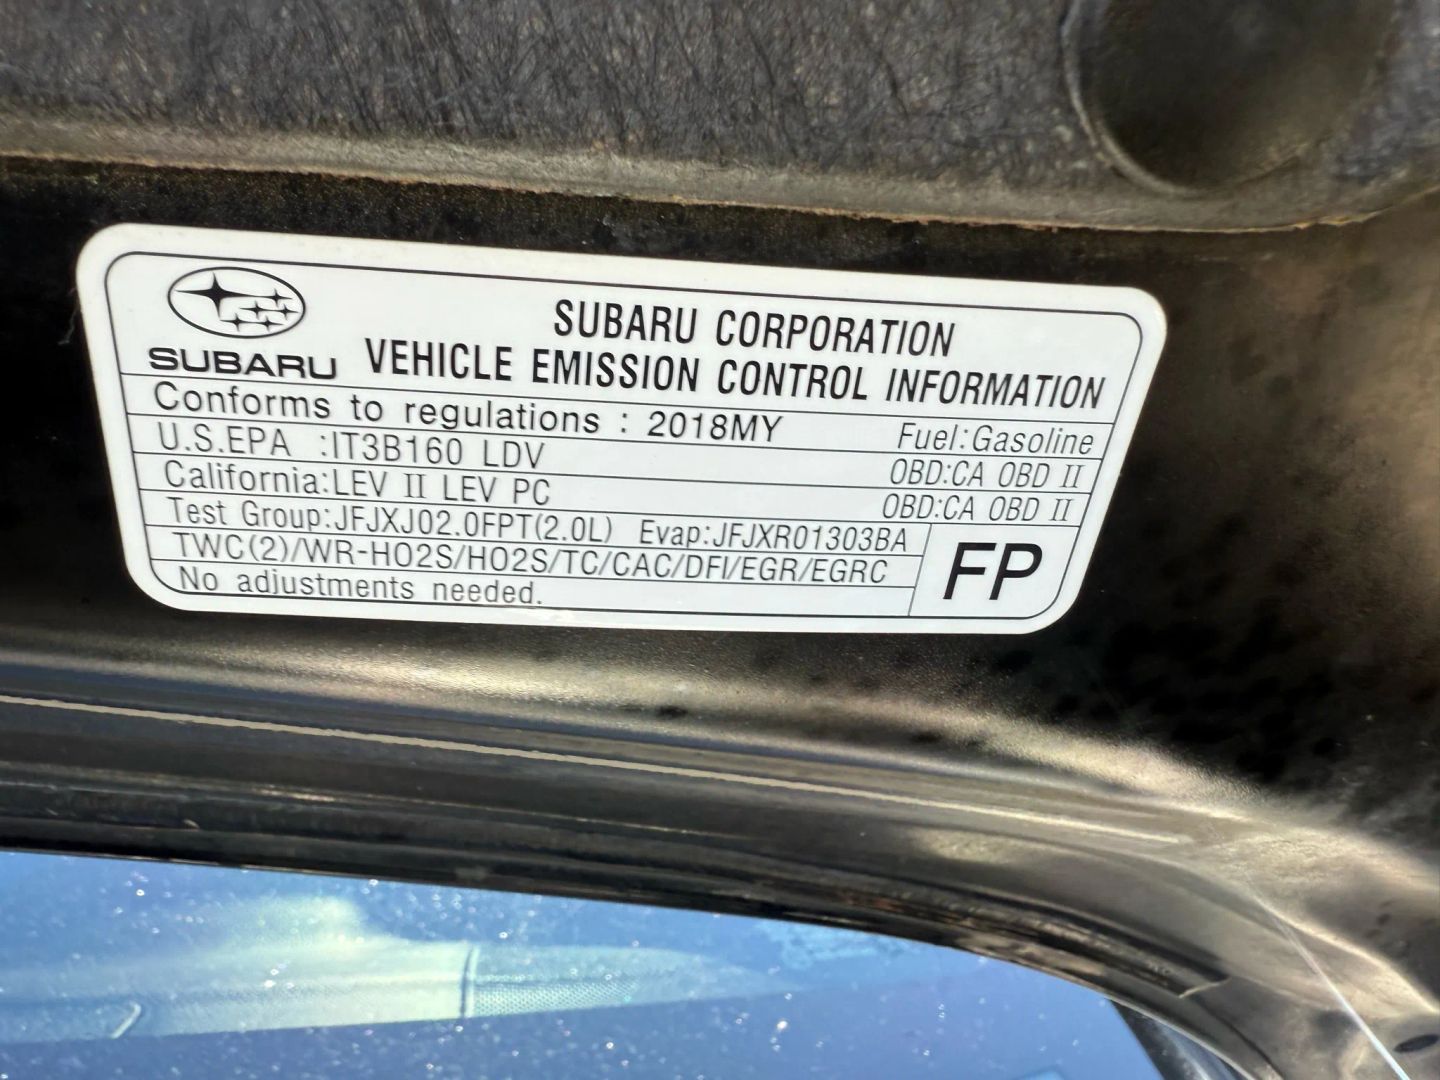 SUBARU
SUBARU CORPORATION
VEHICLE EMISSION CONTROL INFORMATION
Conforms to regulations : 2018MY Fuel:Gasoline
U.S.EPA :IT3B160 LDV OBD:CA OBD II
California:LEV II LEV PC OBD:CA OBD II
Test Group:JFJXJ02.0FPT(2.0L) Evap:JFJXR01303BA
TWC(2)/WR-HO2S/HO2S/TC/CAC/DFI/EGR/EGRC
No adjustments needed.
FP